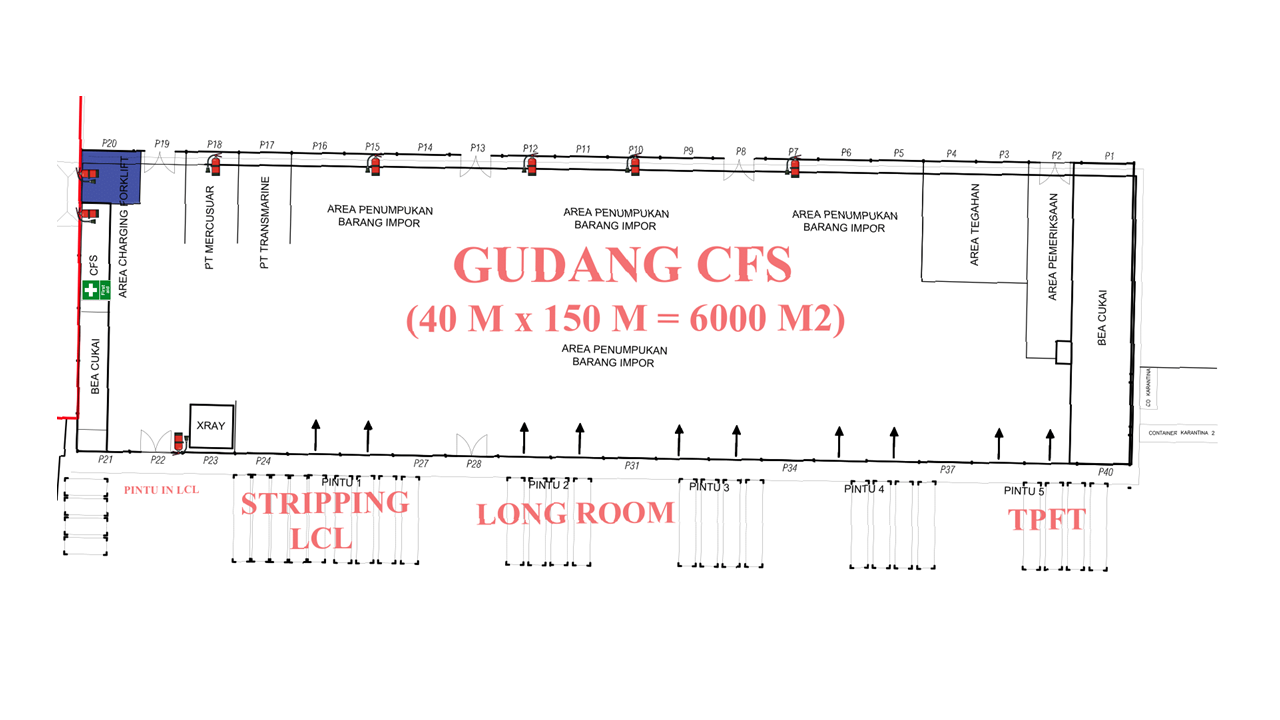 P20
P19
P18
P17
P16
P15
P14
P13
P12
P11
P10
P9
P8
P7
P6
P5
P4
P3
P2
P1
AREA CHARGING FORKLIFT
PT MERCUSUAR
PT TRANSMARINE
AREA PENUMPUKAN
BARANG IMPOR
AREA PENUMPUKAN
BARANG IMPOR
AREA PENUMPUKAN
BARANG IMPOR
AREA TEGAHAN
AREA PEMERIKSAAN
BEA CUKAI
CFS
First
aid
BEA CUKAI
GUDANG CFS
(40 M x 150 M = 6000 M2)
AREA PENUMPUKAN
BARANG IMPOR
XRAY
CO KARANTINA
CONTAINER KARANTINA 2
P21
P22
P23
P24
P27
P28
P31
P34
P37
P40
PINTU IN LCL
PINTU 1
PINTU 2
PINTU 3
PINTU 4
PINTU 5
STRIPPING
LCL
LONG ROOM
TPFT